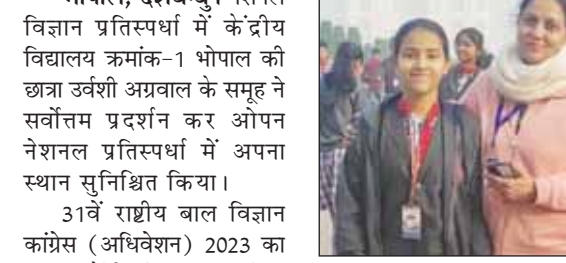 विज्ञान प्रतिस्पर्धा में केंद्रीय
विद्यालय क्रमांक-1 भोपाल की
छात्रा उर्वशी अग्रवाल के समूह ने
सर्वोत्तम प्रदर्शन कर ओपन
नेशनल प्रतिस्पर्धा में अपना
स्थान सुनिश्चित किया।
31वें राष्ट्रीय बाल विज्ञान
कांग्रेस (अधिवेशन) 2023 का